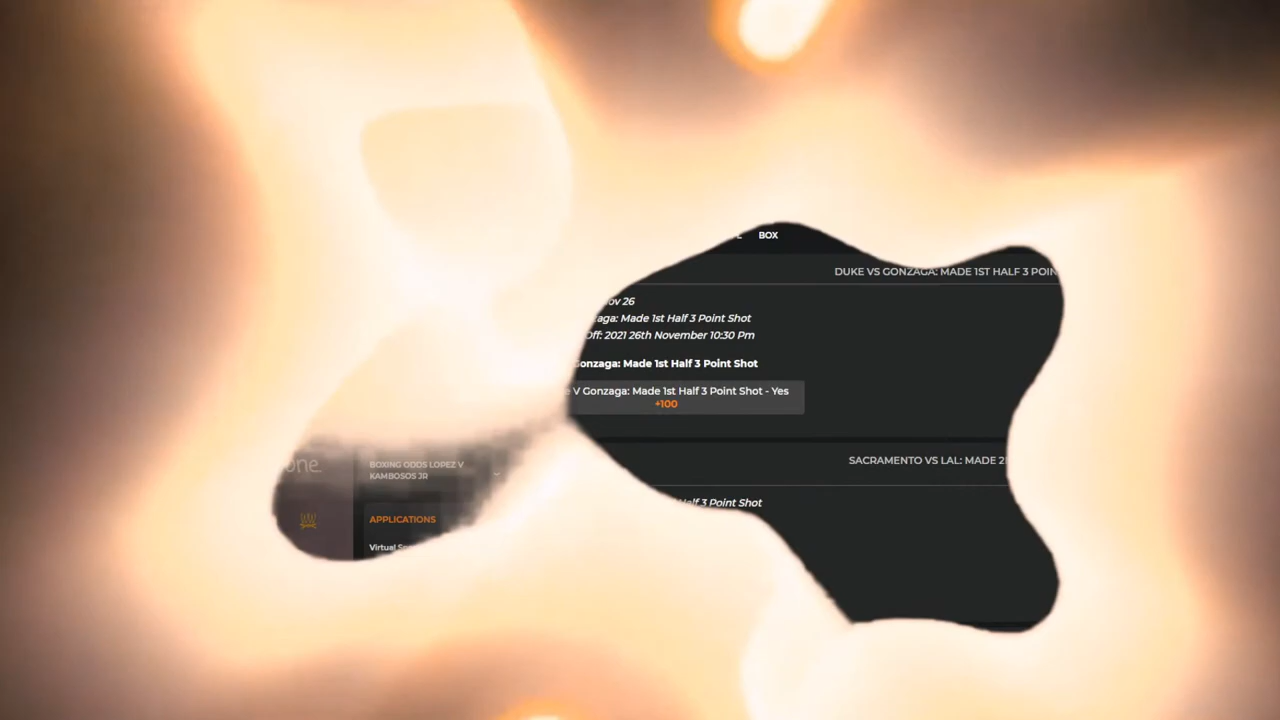 BOX
DUKE VS GONZAGA: MADE 1ST HALF 3 POIN
ov 26
zaga: Made 1st Half 3 Point Shot
Off: 2021 26th November 10:30 Pm
Gonzaga: Made 1st Half 3 Point Shot
e V Gonzaga: Made 1st Half 3 Point Shot - Yes
+100
one
BOXING ODDS LOPEZ V
KAMBOSOS JR
SACRAMENTO VS LAL: MADE 2
Half 3 Point Shot
APPLICATIONS
Virtual